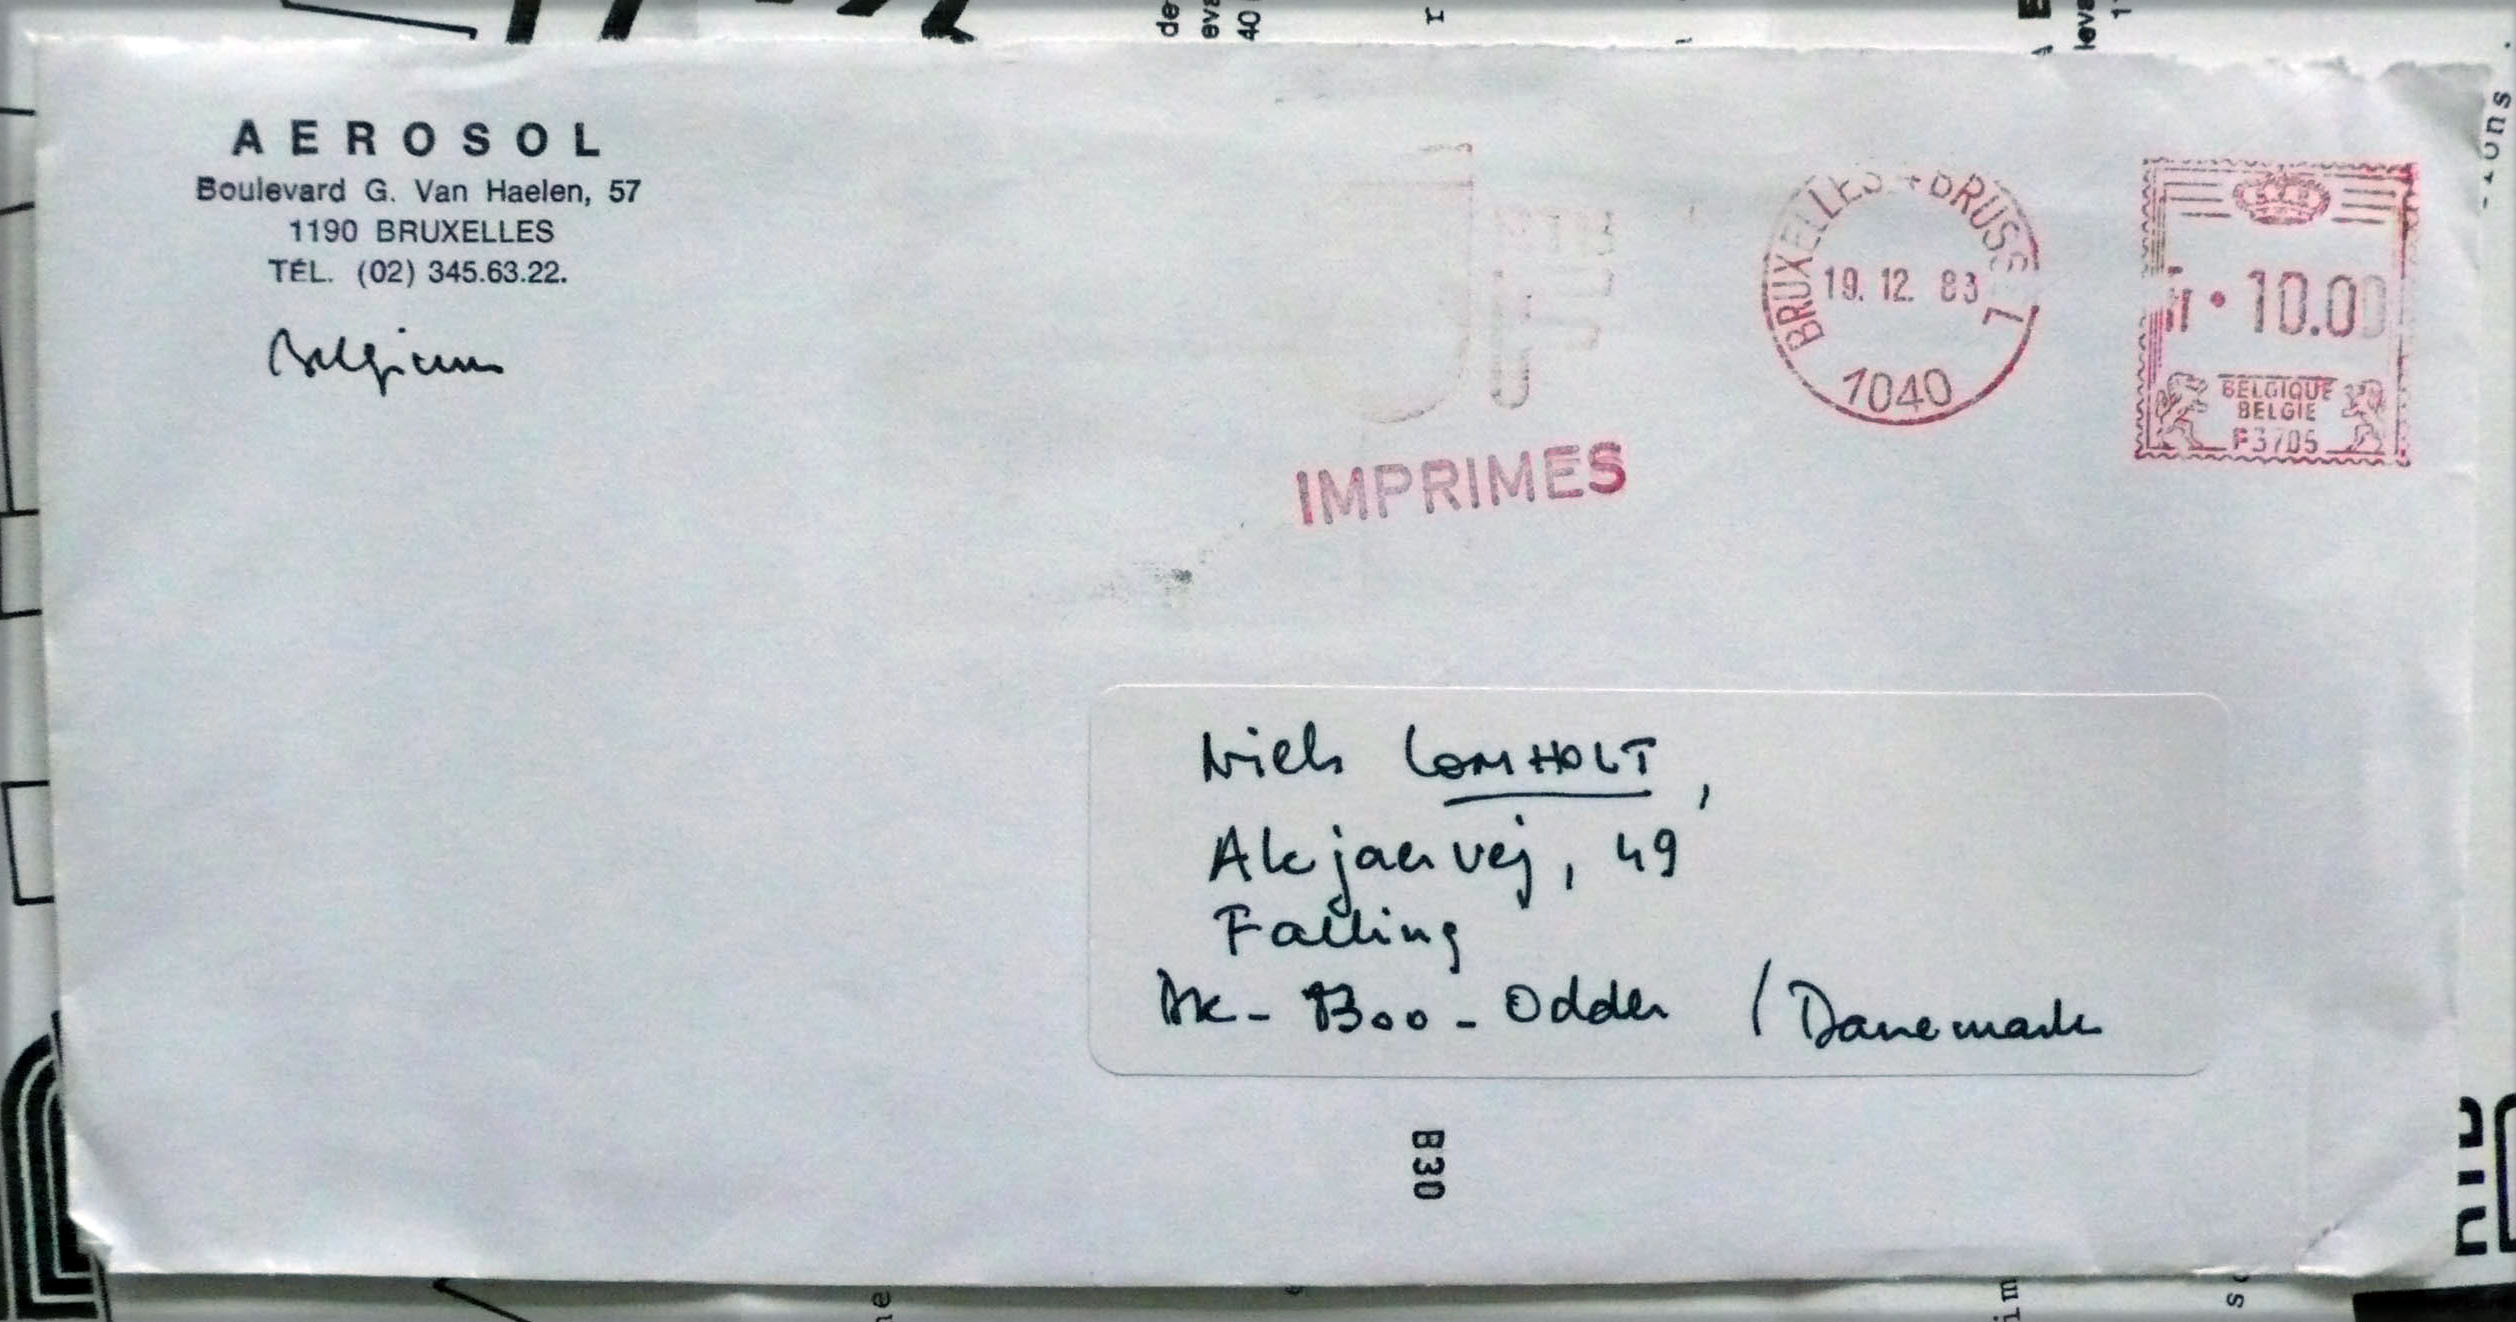 AEROSOL
Boulevard G. Van Haelen, 57
1190 BRUXELLES
TÉL. (02) 345.63.22.
Belgium
BRUXELLES + BRUSSEL 7
19. 12. 83
1040
10.00
BELGIQUE
BELGIE
F3705
IMPRIMES
Niels LOMHOLT,
Akjaervej, 49
Falling
DK - 8300 - Odder / Danemark
B30